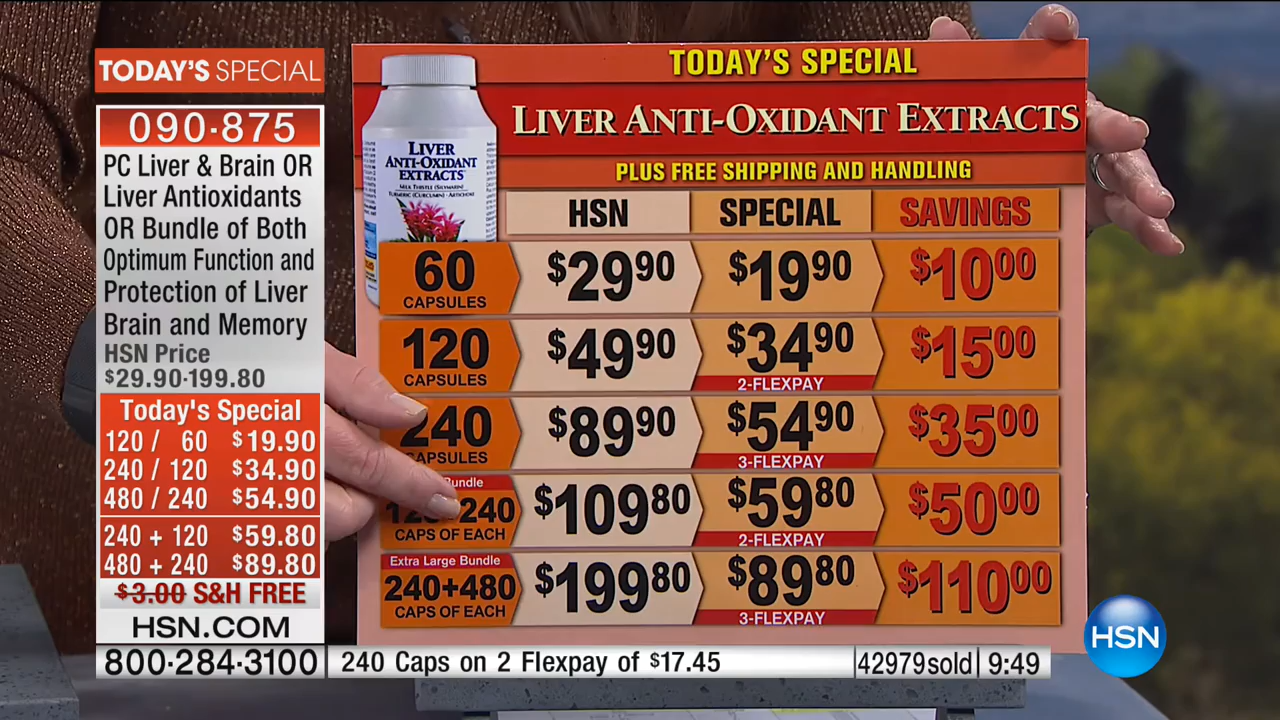 TODAY'S SPECIAL
090-875
PC Liver & Brain OR
Liver Antioxidants
OR Bundle of Both
Optimum Function and
Protection of Liver
Brain and Memory
HSN Price
$29.90-199.80
Today's Special
120 / 60 $19.90
240 / 120 $34.90
480 / 240 $54.90
240 + 120 $59.80
480 + 240 $89.80
$3.00 S&H FREE
HSN.COM
800-284-3100
TODAY'S SPECIAL
LIVER ANTI-OXIDANT EXTRACTS
PLUS FREE SHIPPING AND HANDLING
LIVER
ANTI-OXIDANT
EXTRACTS
MILK THISTLE (SILYMARIN)
TURMERIC (CURCUMIN) · ARTICHOKE
HSN SPECIAL SAVINGS
60 CAPSULES $29.90 $19.90 $10.00
120 CAPSULES $49.90 $34.90 $15.00
2-FLEXPAY
240 CAPSULES $89.90 $54.90 $35.00
3-FLEXPAY
Bundle
240 CAPS OF EACH $109.80 $59.80 $50.00
2-FLEXPAY
Extra Large Bundle
240+480 CAPS OF EACH $199.80 $89.80 $110.00
3-FLEXPAY
HSN
240 Caps on 2 Flexpay of $17.45 42979sold 9:49